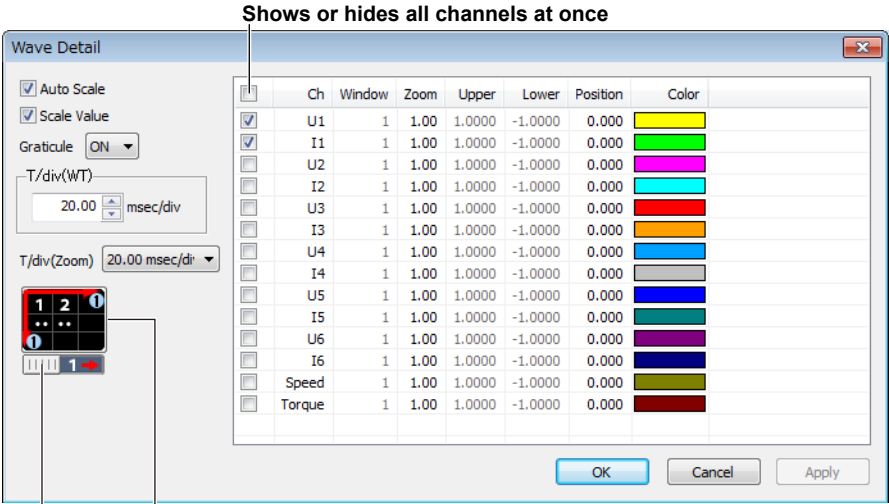 Shows or hides all channels at once
Wave Detail
Auto Scale
Scale Value
Graticule ON
T/div(WT)
20.00 msec/div
T/div(Zoom) 20.00 msec/di
1 2 1
1
1
Ch Window Zoom Upper Lower Position Color
U1 1 1.00 1.0000 -1.0000 0.000
I1 1 1.00 1.0000 -1.0000 0.000
U2 1 1.00 1.0000 -1.0000 0.000
I2 1 1.00 1.0000 -1.0000 0.000
U3 1 1.00 1.0000 -1.0000 0.000
I3 1 1.00 1.0000 -1.0000 0.000
U4 1 1.00 1.0000 -1.0000 0.000
I4 1 1.00 1.0000 -1.0000 0.000
U5 1 1.00 1.0000 -1.0000 0.000
I5 1 1.00 1.0000 -1.0000 0.000
U6 1 1.00 1.0000 -1.0000 0.000
I6 1 1.00 1.0000 -1.0000 0.000
Speed 1 1.00 1.0000 -1.0000 0.000
Torque 1 1.00 1.0000 -1.0000 0.000
OK Cancel Apply